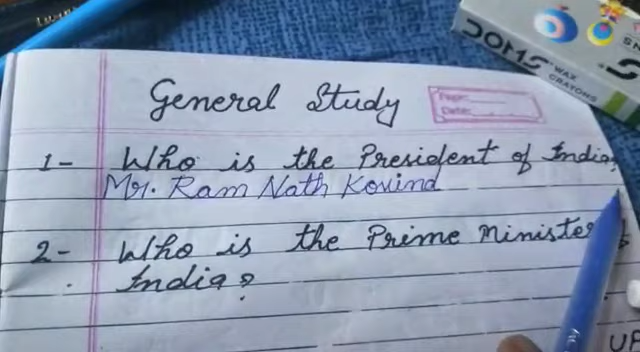 DOMS
WAX
CRAYONS
General Study
Page:
Date:
1- Who is the President of India?
Mr. Ram Nath Kovind
2- Who is the Prime Minister
India?